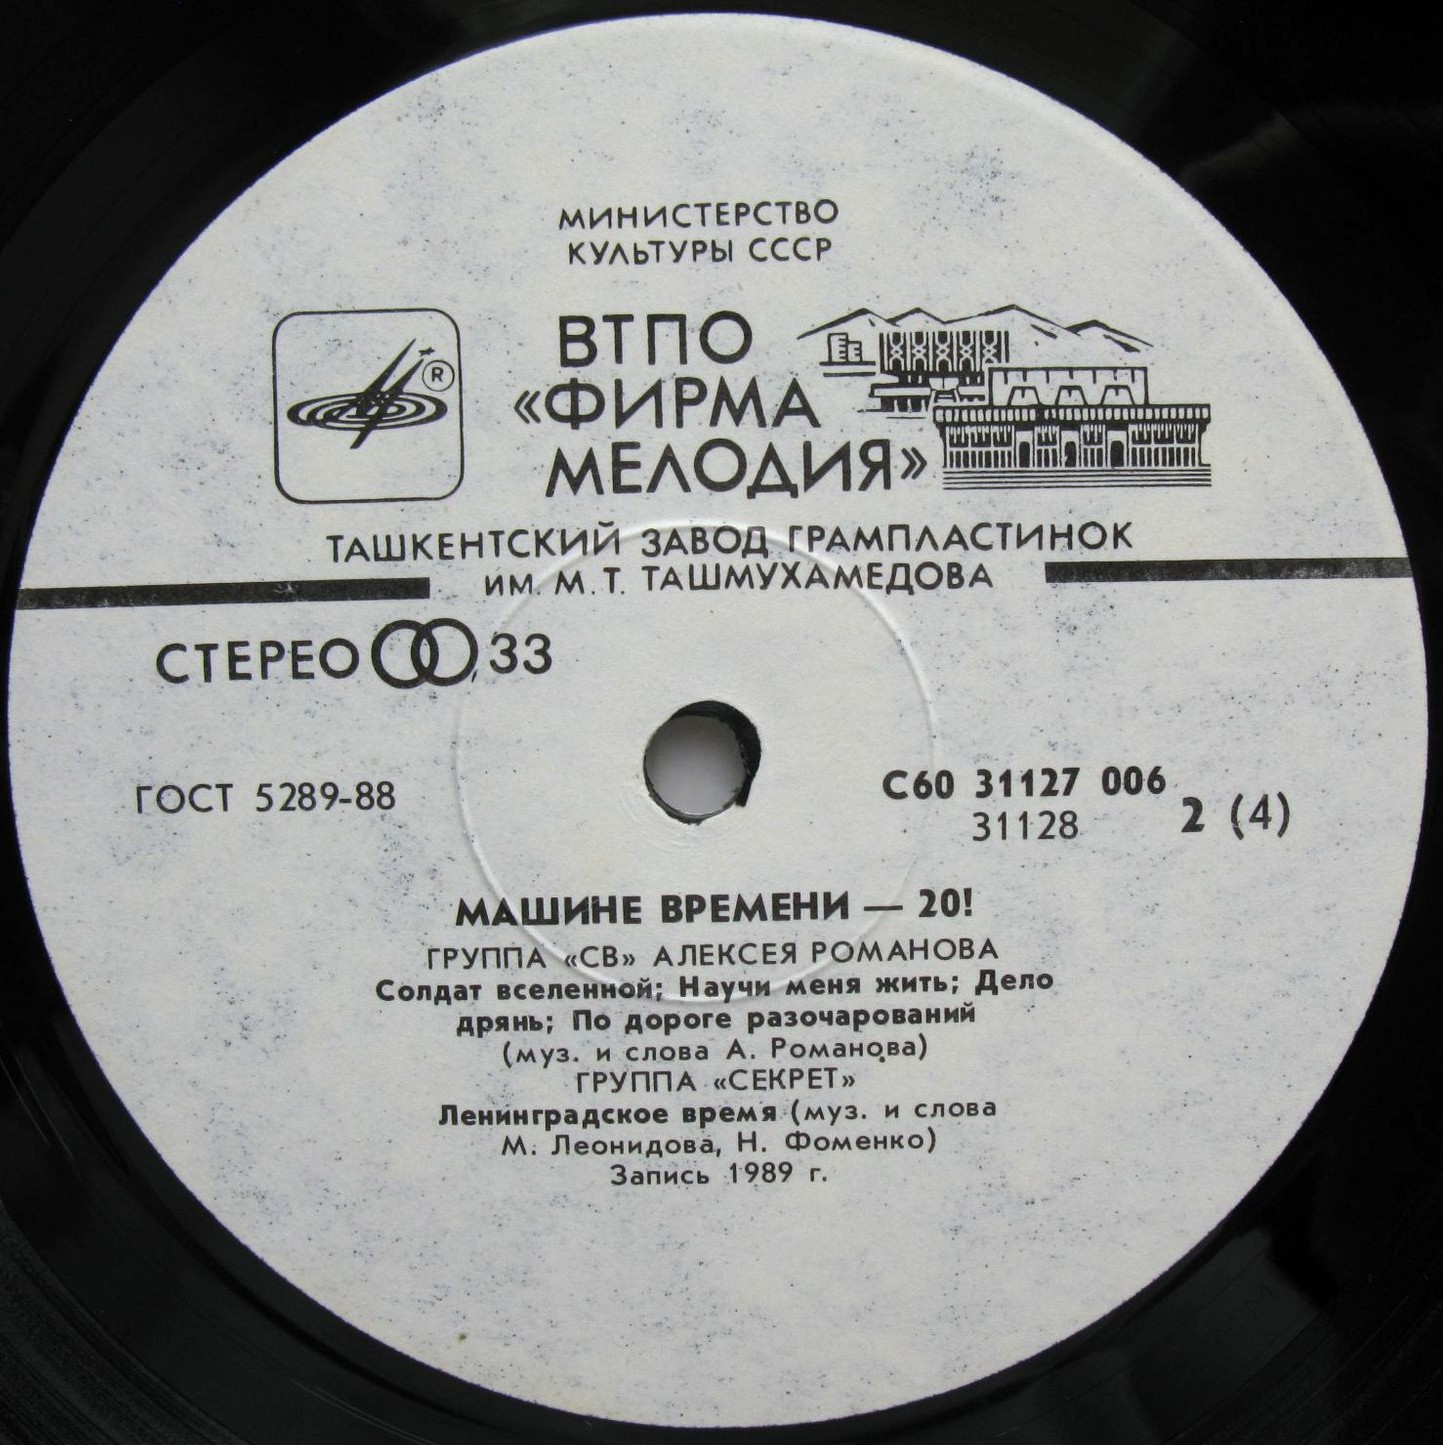 МИНИСТЕРСТВО
КУЛЬТУРЫ СССР
ВТПО
«ФИРМА
МЕЛОДИЯ»
R
ТАШКЕНТСКИЙ ЗАВОД ГРАМПЛАСТИНОК
ИМ. М. Т. ТАШМУХАМЕДОВА
СТЕРЕО 33
ГОСТ 5289-88
С60 31127 006
31128
2 (4)
МАШИНЕ ВРЕМЕНИ — 20!
ГРУППА «СВ» АЛЕКСЕЯ РОМАНОВА
Солдат вселенной; Научи меня жить; Дело
дрянь; По дороге разочарований
(муз. и слова А. Романова)
ГРУППА «СЕКРЕТ»
Ленинградское время (муз. и слова
М. Леонидова, Н. Фоменко)
Запись 1989 г.